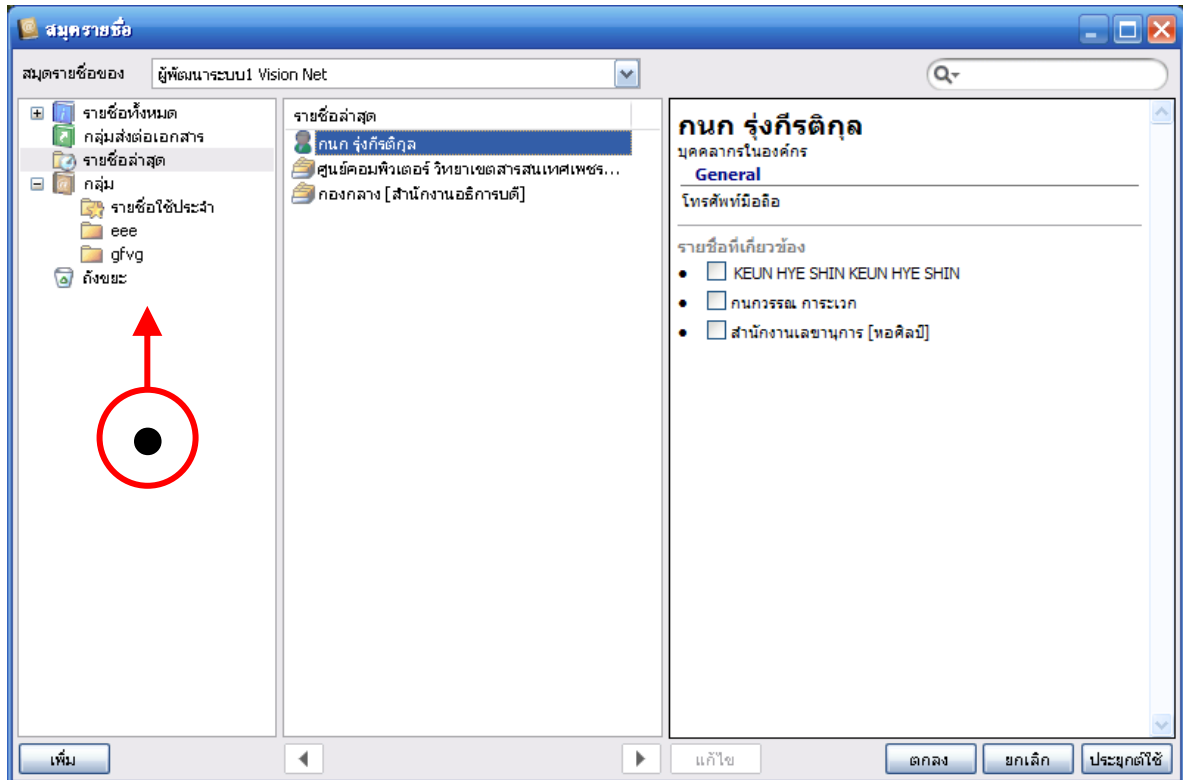 สมุดรายชื่อ
สมุดรายชื่อของ ผู้พัฒนาระบบ1 Vision Net
รายชื่อทั้งหมด
กลุ่มส่งต่อเอกสาร
รายชื่อล่าสุด
กลุ่ม
รายชื่อใช้ประจำ
eee
gfvg
ถังขยะ
รายชื่อล่าสุด
กนก รุ่งกีรติกุล
ศูนย์คอมพิวเตอร์ วิทยาเขตสารสนเทศเพชร...
กองกลาง [สำนักงานอธิการบดี]
กนก รุ่งกีรติกุล
บุคคลากรในองค์กร
General
โทรศัพท์มือถือ
รายชื่อที่เกี่ยวข้อง
KEUN HYE SHIN KEUN HYE SHIN
กนกวรรณ การะเวก
สำนักงานเลขานุการ [หอศิลป์]
เพิ่ม
แก้ไข
ตกลง
ยกเลิก
ประยุกต์ใช้